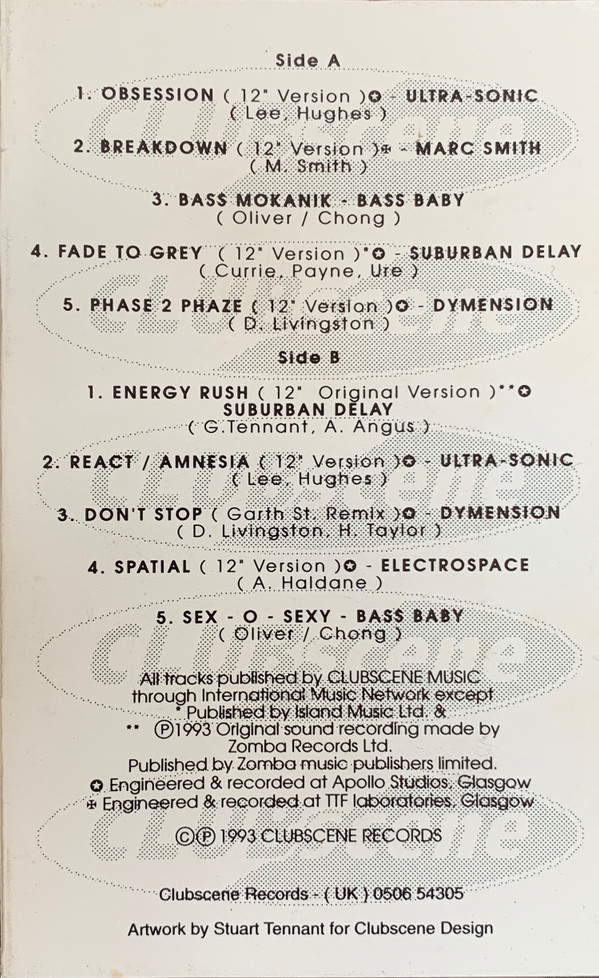 Side A
1. OBSESSION ( 12" Version )✪ - ULTRA-SONIC
( Lee, Hughes )
2. BREAKDOWN ( 12" Version )✠ - MARC SMITH
( M. Smith )
3. BASS MOKANIK - BASS BABY
( Oliver / Chong )
4. FADE TO GREY ( 12" Version )*✪ - SUBURBAN DELAY
( Currie, Payne, Ure )
5. PHASE 2 PHAZE ( 12" Version )✪ - DYMENSION
( D. Livingston )
Side B
1. ENERGY RUSH ( 12" Original Version )**✪
SUBURBAN DELAY
( G.Tennant, A. Angus )
2. REACT / AMNESIA ( 12" Version )✪ - ULTRA-SONIC
( Lee, Hughes )
3. DON'T STOP ( Garth St. Remix )✪ - DYMENSION
( D. Livingston, H. Taylor )
4. SPATIAL ( 12" Version )✪ - ELECTROSPACE
( A. Haldane )
5. SEX - O - SEXY - BASS BABY
( Oliver / Chong )
All tracks published by CLUBSCENE MUSIC
through International Music Network except
* Published by Island Music Ltd. &
** Ⓟ1993 Original sound recording made by
Zomba Records Ltd.
Published by Zomba music publishers limited.
✪ Engineered & recorded at Apollo Studios, Glasgow
✠ Engineered & recorded at TTF laboratories, Glasgow
©Ⓟ 1993 CLUBSCENE RECORDS
Clubscene Records - ( UK ) 0506 54305
Artwork by Stuart Tennant for Clubscene Design
CLUBscene
CLUBscene
CLUBscene
CLUBscene
CLUBscene